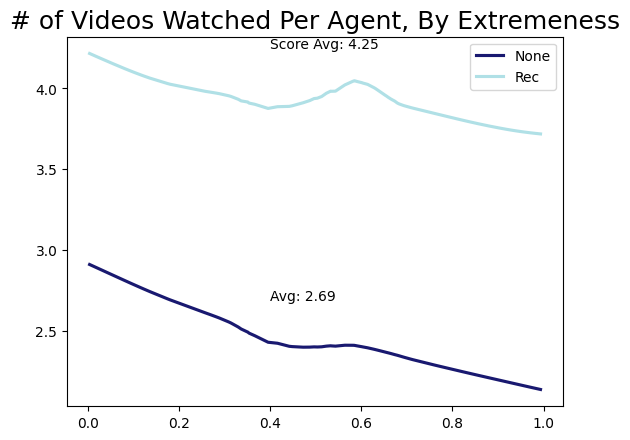 # of Videos Watched Per Agent, By Extremeness
Score Avg: 4.25
None
Rec
4.0
3.5
3.0
Avg: 2.69
2.5
0.0 0.2 0.4 0.6 0.8 1.0